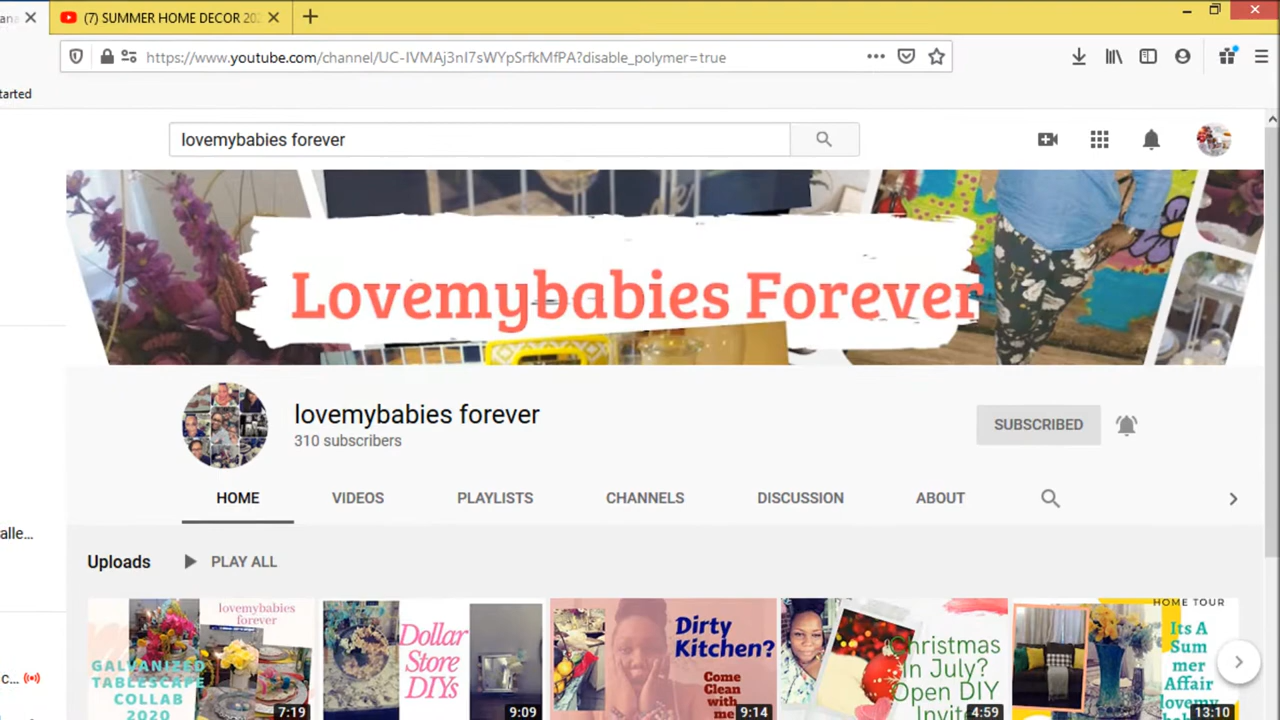 (7) SUMMER HOME DECOR 202
https://www.youtube.com/channel/UC-IVMAj3nI7sWYpSrfkMfPA?disable_polymer=true
tarted
lovemybabies forever
Lovemybabies Forever
lovemybabies forever
310 subscribers
SUBSCRIBED
HOME VIDEOS PLAYLISTS CHANNELS DISCUSSION ABOUT
alle...
Uploads PLAY ALL
lovemybabies
forever
GALVANIZED
TABLESCAPE
COLLAB
2020
7:19
Dollar
Store
DIYs
9:09
Dirty
Kitchen?
Come
Clean with
me
9:14
Christmas
In July?
Open DIY
Invite
4:59
HOME TOUR
Its A
Sum
mer
Affair
lovemy
13:10
c...